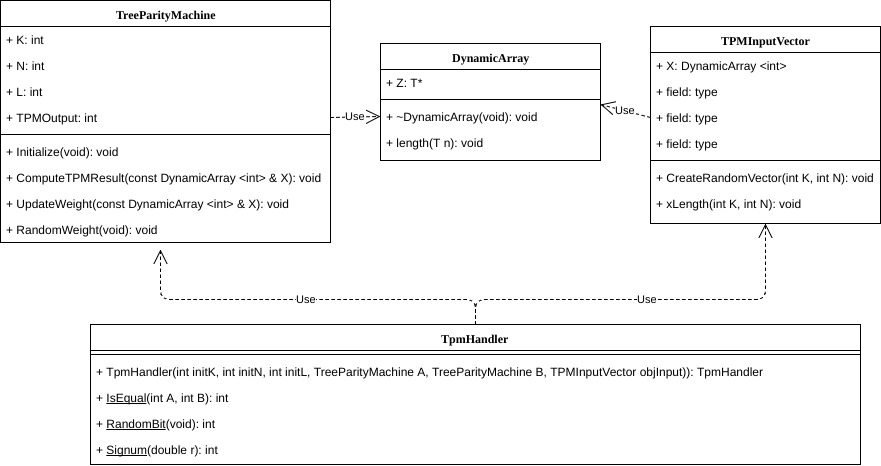 TreeParityMachine
+ K: int
+ N: int
+ L: int
+ TPMOutput: int
+ Initialize(void): void
+ ComputeTPMResult(const DynamicArray <int> & X): void
+ UpdateWeight(const DynamicArray <int> & X): void
+ RandomWeight(void): void
Use
DynamicArray
+ Z: T*
+ ~DynamicArray(void): void
+ length(T n): void
Use
TPMInputVector
+ X: DynamicArray <int>
+ field: type
+ field: type
+ field: type
+ CreateRandomVector(int K, int N): void
+ xLength(int K, int N): void
Use
Use
TpmHandler
+ TpmHandler(int initK, int initN, int initL, TreeParityMachine A, TreeParityMachine B, TPMInputVector objInput)): TpmHandler
+ IsEqual(int A, int B): int
+ RandomBit(void): int
+ Signum(double r): int